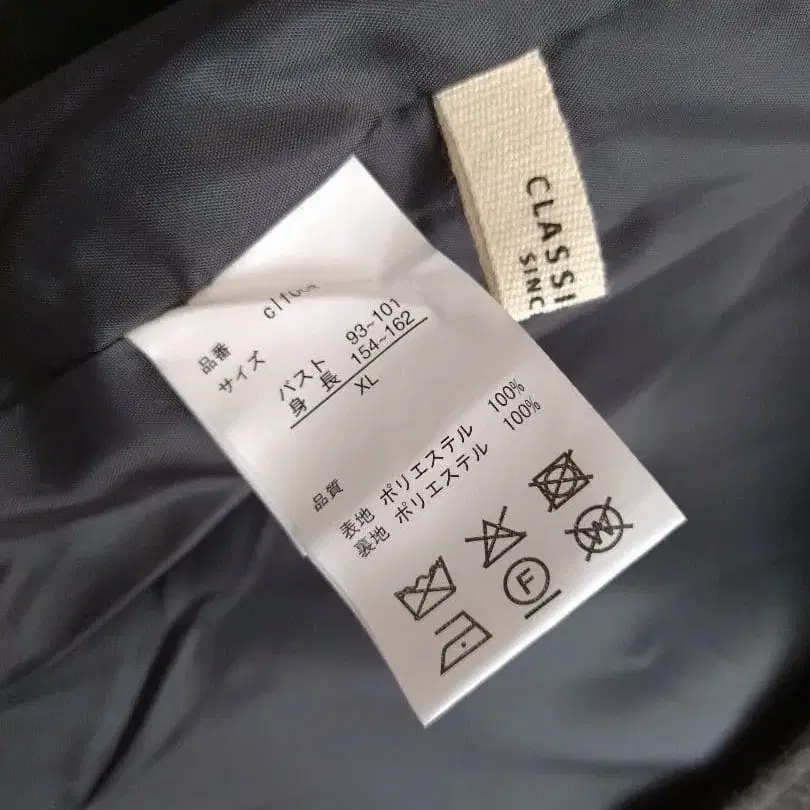 品番
サイズ
バスト 93~101
身長 154~162
XL
品質
表地 ポリエステル 100%
裏地 ポリエステル 100%
F
W
CLASSI
SINC